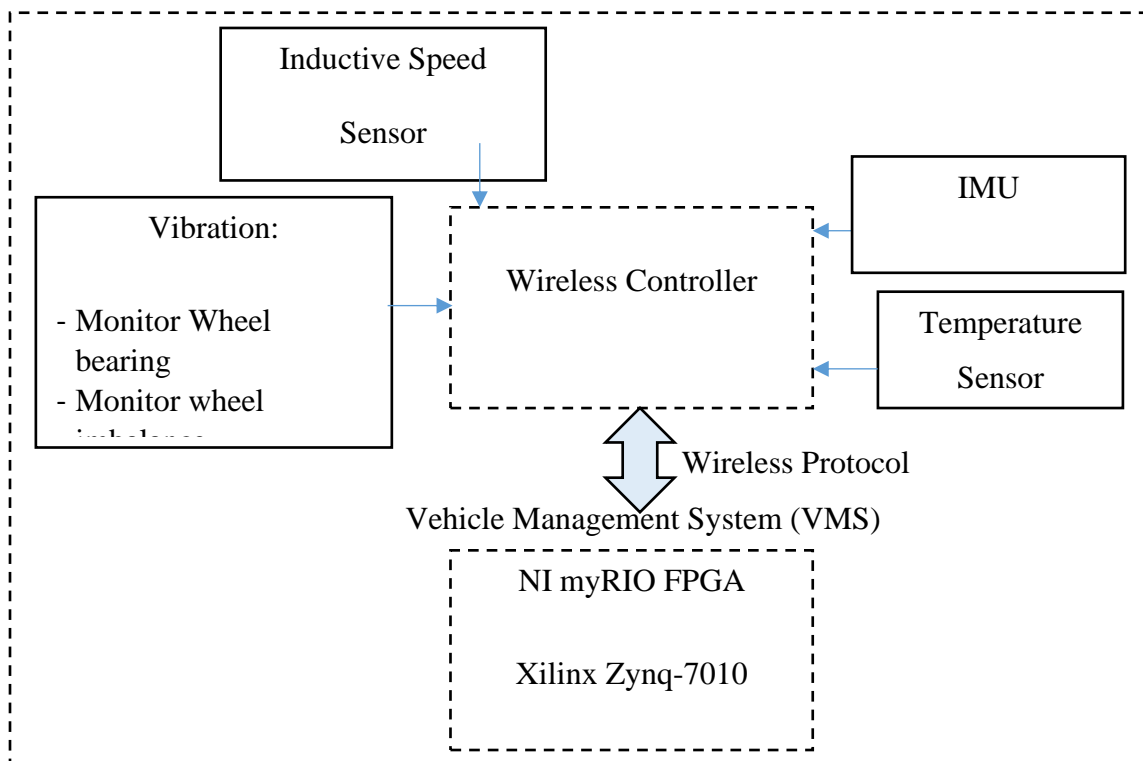 Inductive Speed
Sensor
IMU
Vibration:
- Monitor Wheel
bearing
- Monitor wheel
Wireless Controller
Temperature
Sensor
Wireless Protocol
Vehicle Management System (VMS)
NI myRIO FPGA
Xilinx Zynq-7010